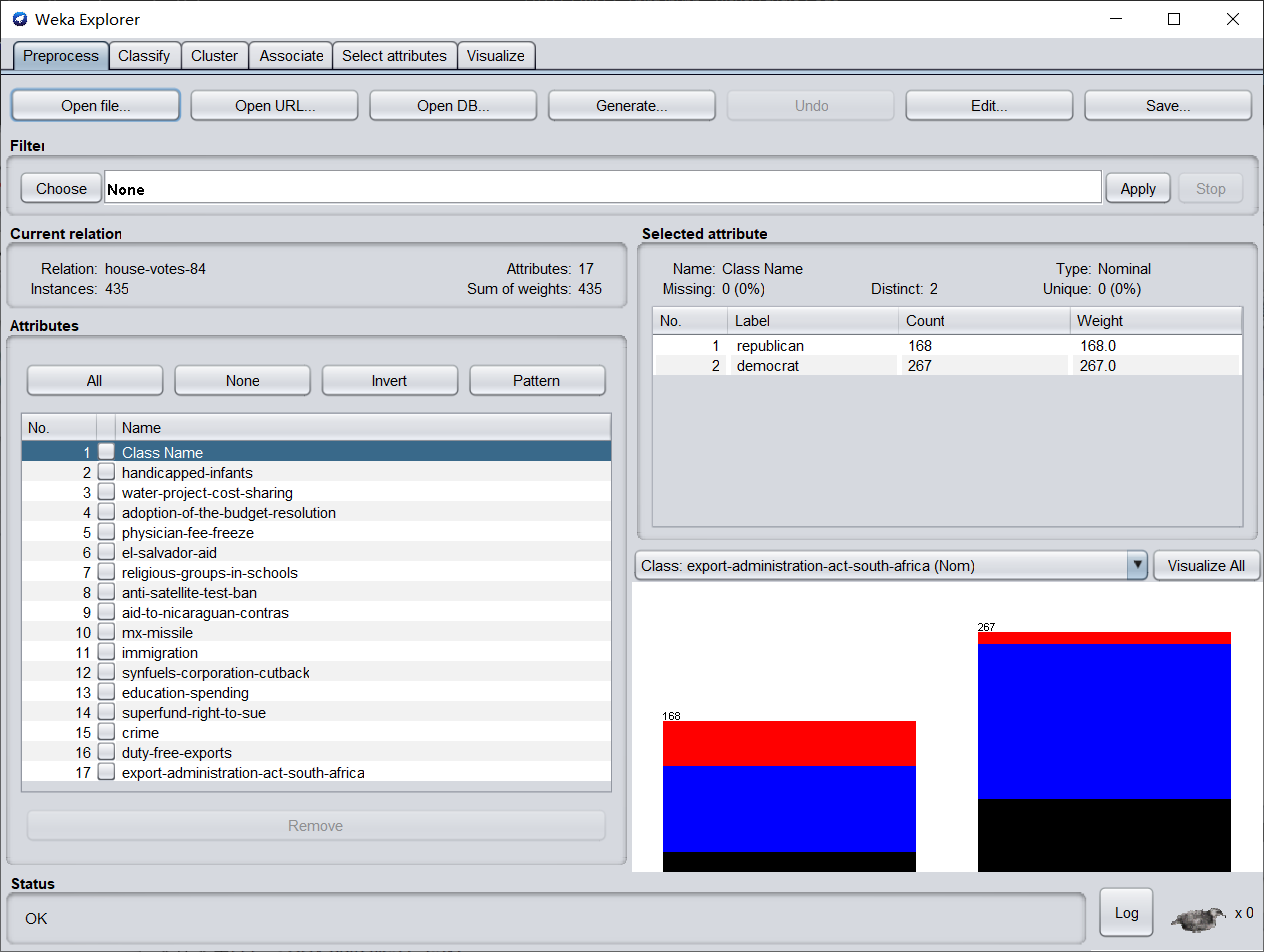 Weka Explorer
Preprocess Classify Cluster Associate Select attributes Visualize
Open file... Open URL... Open DB... Generate... Undo Edit... Save...
Filter
Choose None Apply Stop
Current relation
Relation: house-votes-84 Attributes: 17
Instances: 435 Sum of weights: 435
Attributes
All None Invert Pattern
No. Name
1 Class Name
2 handicapped-infants
3 water-project-cost-sharing
4 adoption-of-the-budget-resolution
5 physician-fee-freeze
6 el-salvador-aid
7 religious-groups-in-schools
8 anti-satellite-test-ban
9 aid-to-nicaraguan-contras
10 mx-missile
11 immigration
12 synfuels-corporation-cutback
13 education-spending
14 superfund-right-to-sue
15 crime
16 duty-free-exports
17 export-administration-act-south-africa
Remove
Selected attribute
Name: Class Name Type: Nominal
Missing: 0 (0%) Distinct: 2 Unique: 0 (0%)
No. Label Count Weight
1 republican 168 168.0
2 democrat 267 267.0
Class: export-administration-act-south-africa (Nom) Visualize All
267
168
Status
OK
Log x 0